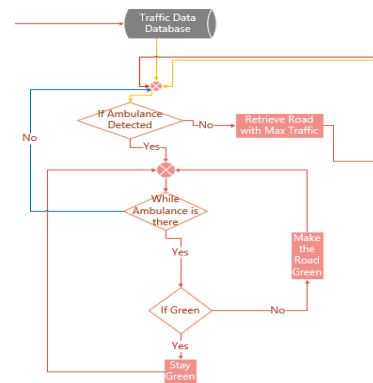 Traffic Data
Database
If Ambulance
Detected
No
Retrieve Road
with Max Traffic
No
Yes
While
Ambulance is
there
Make
the
Road
Green
Yes
If Green
No
Yes
Stay
Green